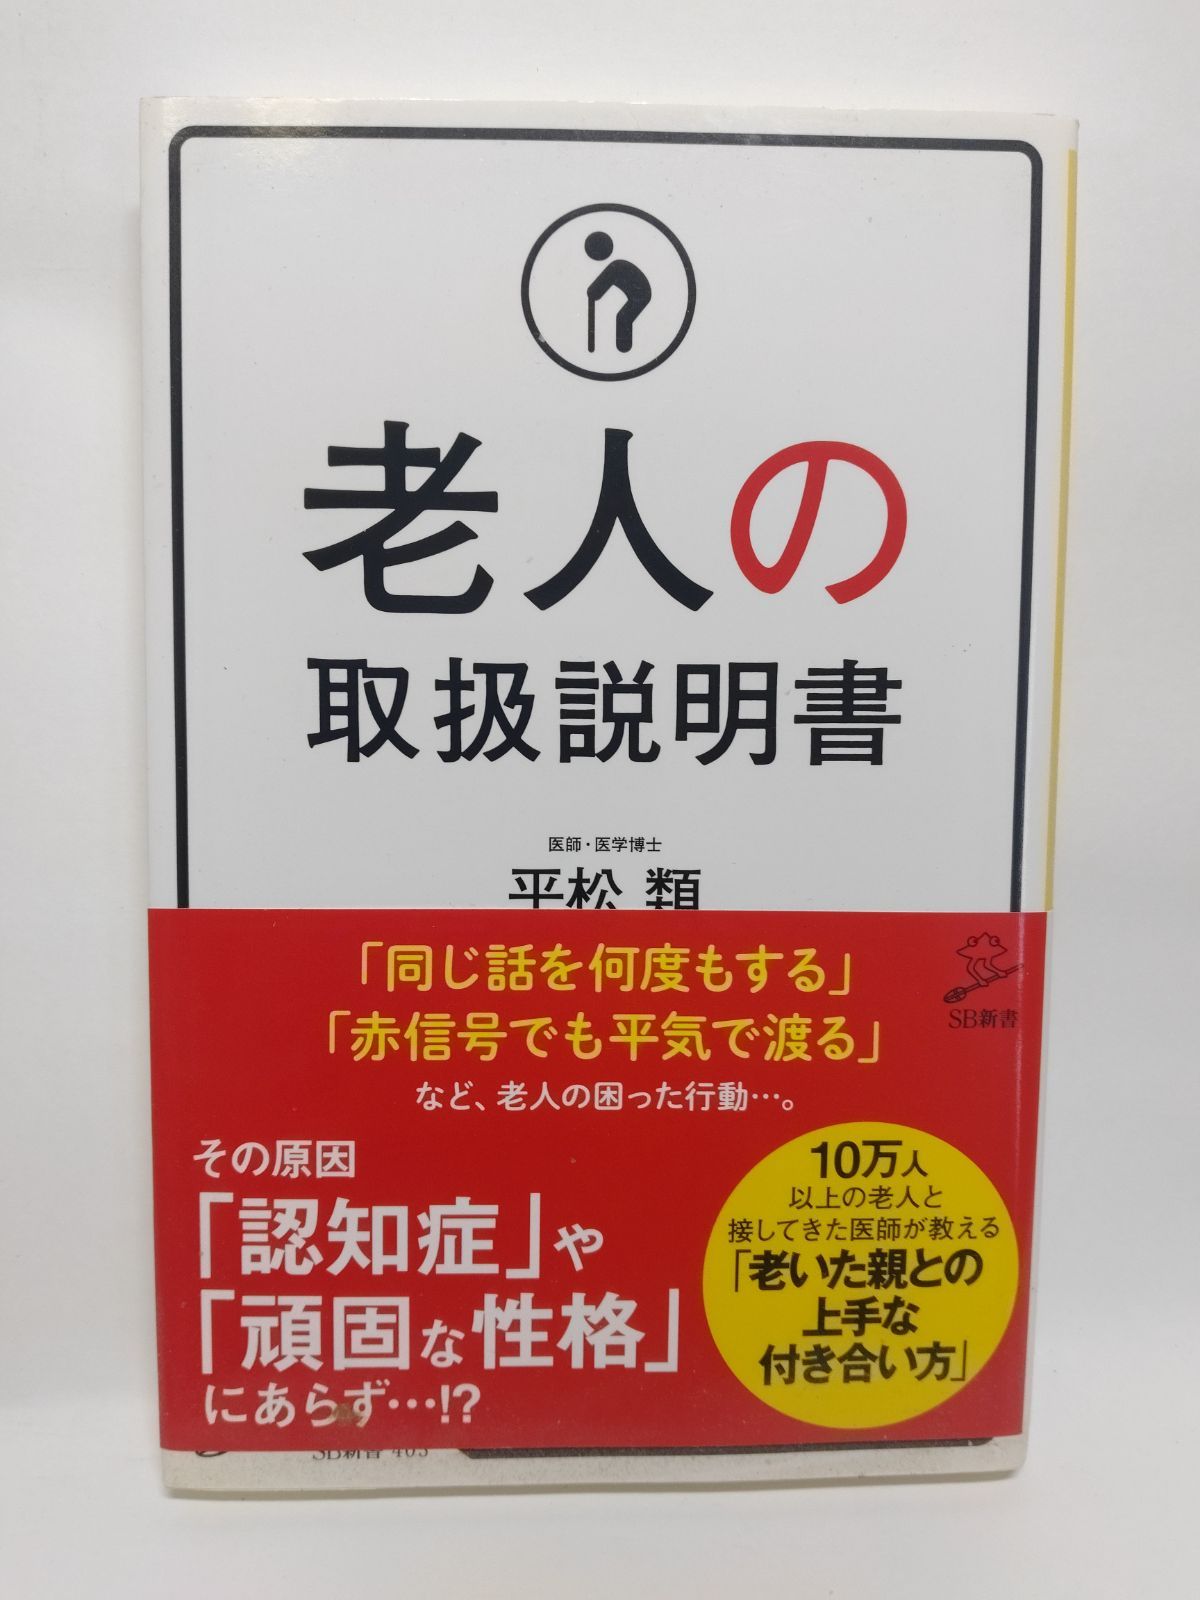 老人の
取扱説明書
医師・医学博士
平松 類
「同じ話を何度もする」
「赤信号でも平気で渡る」
など、老人の困った行動…。
SB新書
その原因
「認知症」や
「頑固な性格」
にあらず…!?
10万人
以上の老人と
接してきた医師が教える
「老いた親との
上手な
付き合い方」
SB新書